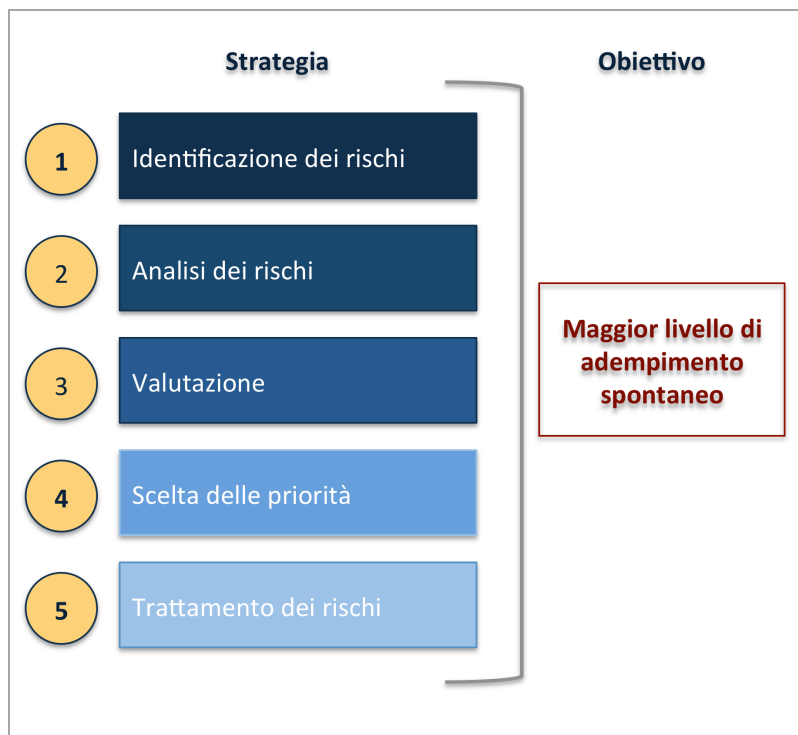 Strategia
Obiettivo
1
Identificazione dei rischi
2
Analisi dei rischi
3
Valutazione
4
Scelta delle priorità
5
Trattamento dei rischi
Maggior livello di
adempimento
spontaneo